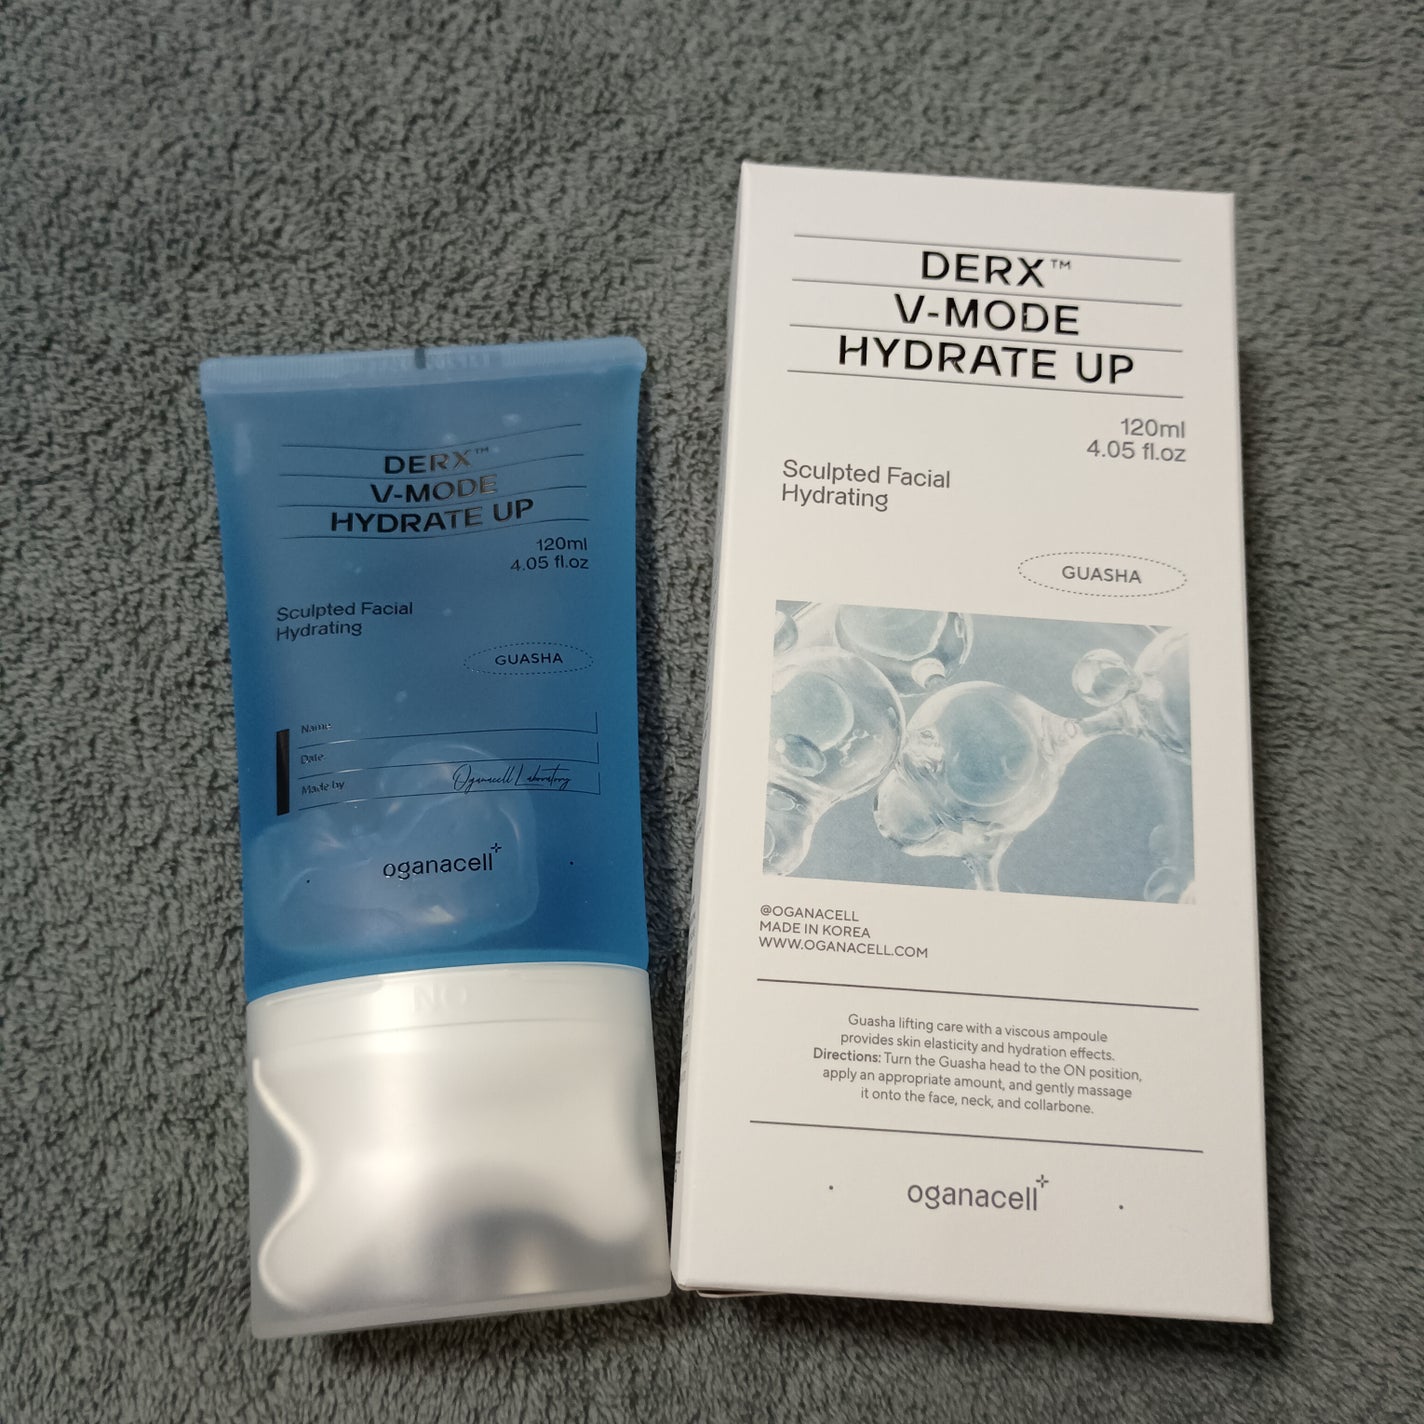 DERX™
V-MODE
HYDRATE UP
120ml
4.05 fl.oz
Sculpted Facial
Hydrating
GUASHA
Name
Date
Made by
Oganacell Laboratory
oganacell
NO
DERX™
V-MODE
HYDRATE UP
120ml
4.05 fl.oz
Sculpted Facial
Hydrating
GUASHA
@OGANACELL
MADE IN KOREA
WWW.OGANACELL.COM
Guasha lifting care with a viscous ampoule
provides skin elasticity and hydration effects.
Directions: Turn the Guasha head to the ON position,
apply an appropriate amount, and gently massage
it onto the face, neck, and collarbone.
oganacell